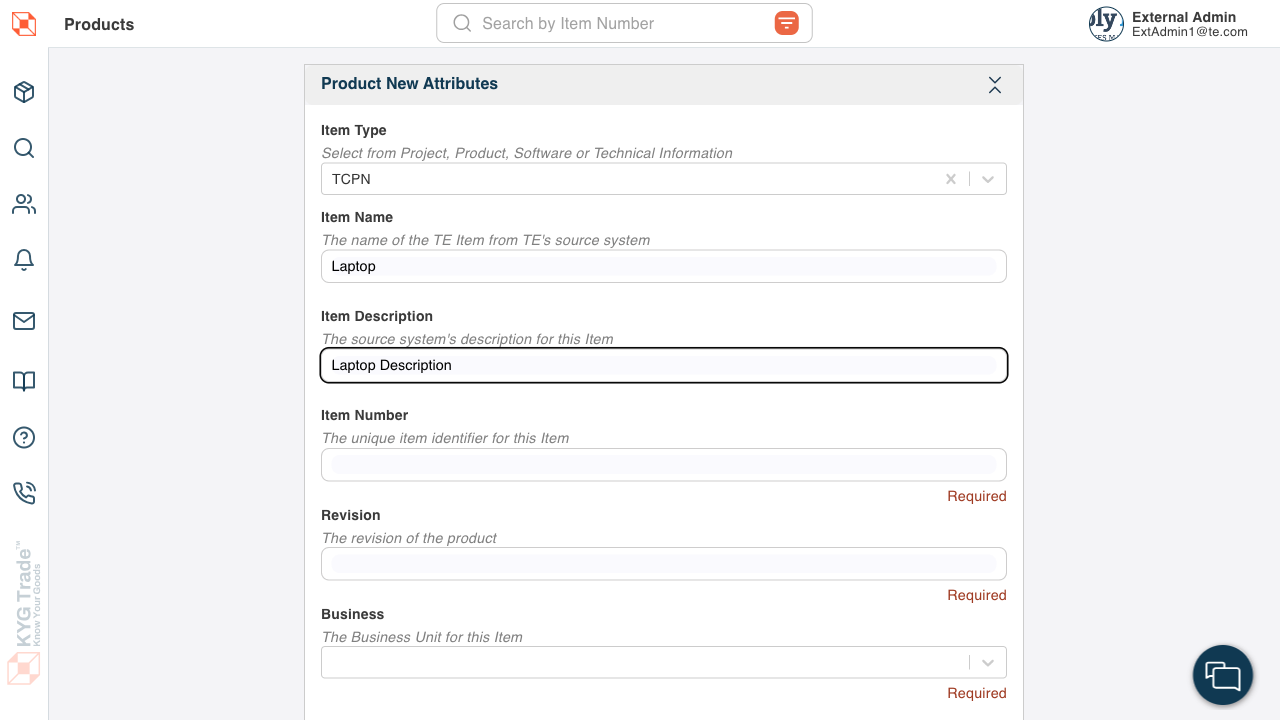 Products
Search by Item Number
ly
External Admin
ExtAdmin1@te.com
Product New Attributes
Item Type
Select from Project, Product, Software or Technical Information
TCPN
Item Name
The name of the TE Item from TE's source system
Laptop
Item Description
The source system's description for this Item
Laptop Description
Item Number
The unique item identifier for this Item
Required
Revision
The revision of the product
Required
Business
The Business Unit for this Item
Required
KYG Trade™
Know Your Goods